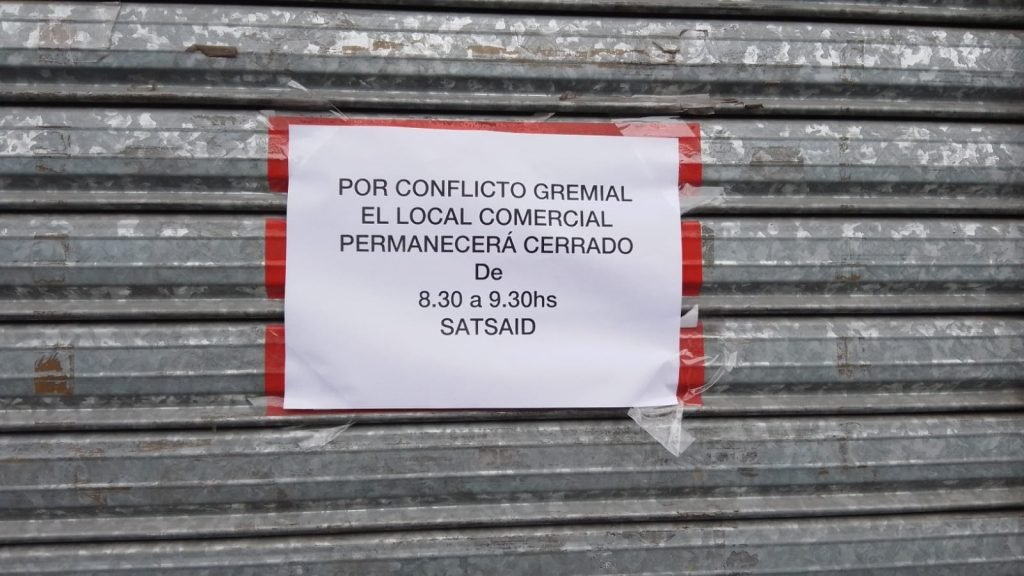 POR CONFLICTO GREMIAL
EL LOCAL COMERCIAL
PERMANECERÁ CERRADO
De
8.30 a 9.30hs
SATSAID